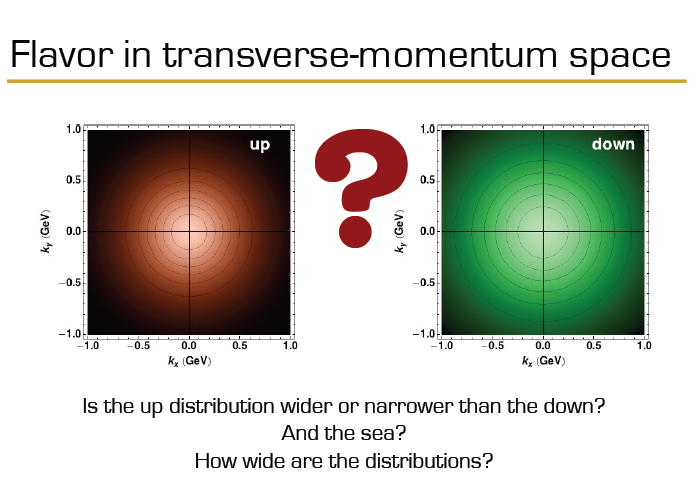 Flavor in transverse-momentum space
up
1.0
0.5
0.0
−0.5
−1.0
k_y (GeV)
−1.0 −0.5 0.0 0.5 1.0
k_x (GeV)
?
down
1.0
0.5
0.0
−0.5
−1.0
k_y (GeV)
−1.0 −0.5 0.0 0.5 1.0
k_x (GeV)
Is the up distribution wider or narrower than the down?
And the sea?
How wide are the distributions?